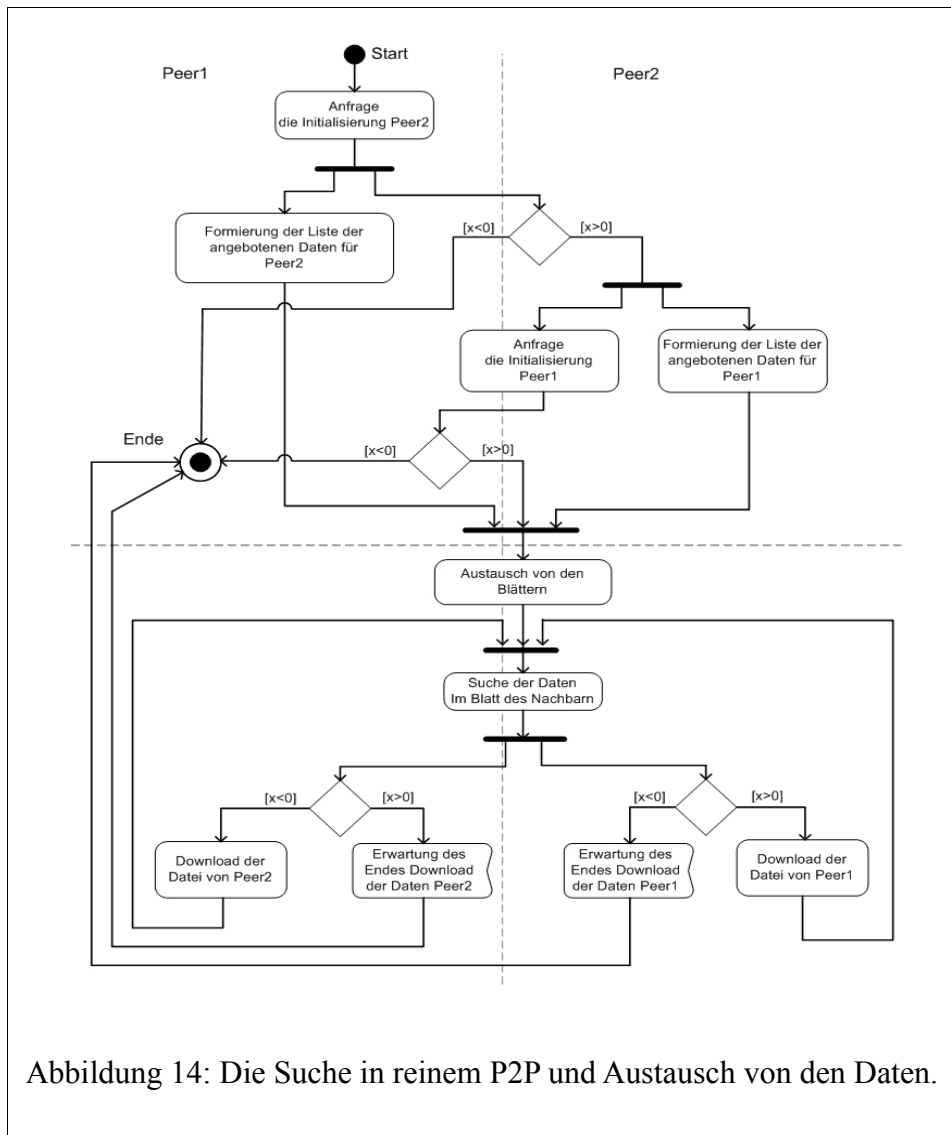 Start
Peer1
Peer2
Anfrage
die Initialisierung Peer2
Formierung der Liste der
angebotenen Daten für
Peer2
[x<0]
[x>0]
Anfrage
die Initialisierung
Peer1
Formierung der Liste der
angebotenen Daten für
Peer1
Ende
[x<0]
[x>0]
Austausch von den
Blättern
Suche der Daten
Im Blatt des Nachbarn
[x<0]
[x>0]
[x<0]
[x>0]
Download der
Datei von Peer2
Erwartung des
Endes Download
der Daten Peer2
Erwartung des
Endes Download
der Daten Peer1
Download der
Datei von Peer1
Abbildung 14: Die Suche in reinem P2P und Austausch von den Daten.